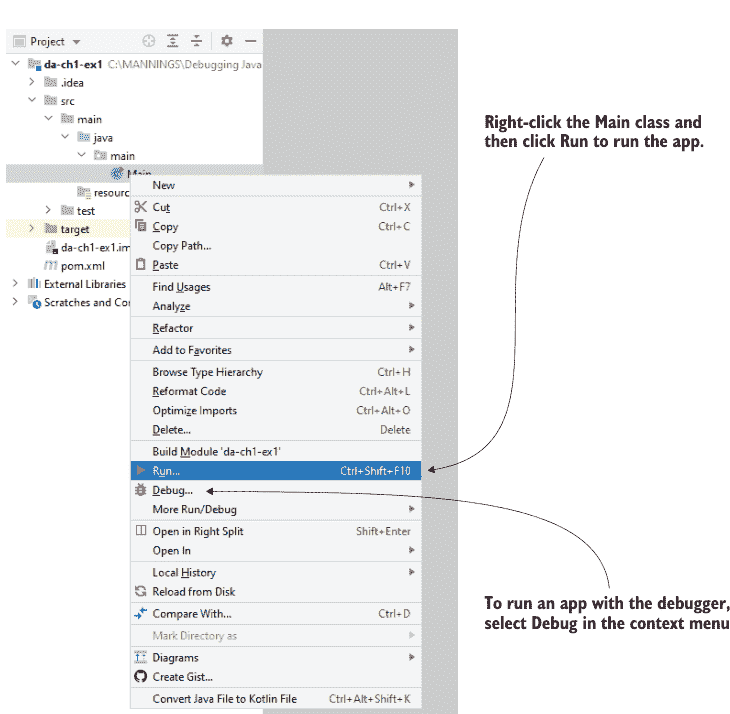 Project
da-ch1-ex1 C:\MANNINGS\Debugging Java
.idea
src
main
java
main
Main
resourc
test
target
da-ch1-ex1.im
pom.xml
External Libraries
Scratches and Co
New
Cut Ctrl+X
Copy Ctrl+C
Copy Path...
Paste Ctrl+V
Find Usages Alt+F7
Analyze
Refactor
Add to Favorites
Browse Type Hierarchy Ctrl+H
Reformat Code Ctrl+Alt+L
Optimize Imports Ctrl+Alt+O
Delete... Delete
Build Module 'da-ch1-ex1'
Run... Ctrl+Shift+F10
Debug...
More Run/Debug
Open in Right Split Shift+Enter
Open In
Local History
Reload from Disk
Compare With... Ctrl+D
Mark Directory as
Diagrams
Create Gist...
Convert Java File to Kotlin File Ctrl+Alt+Shift+K
Right-click the Main class and
then click Run to run the app.
To run an app with the debugger,
select Debug in the context menu